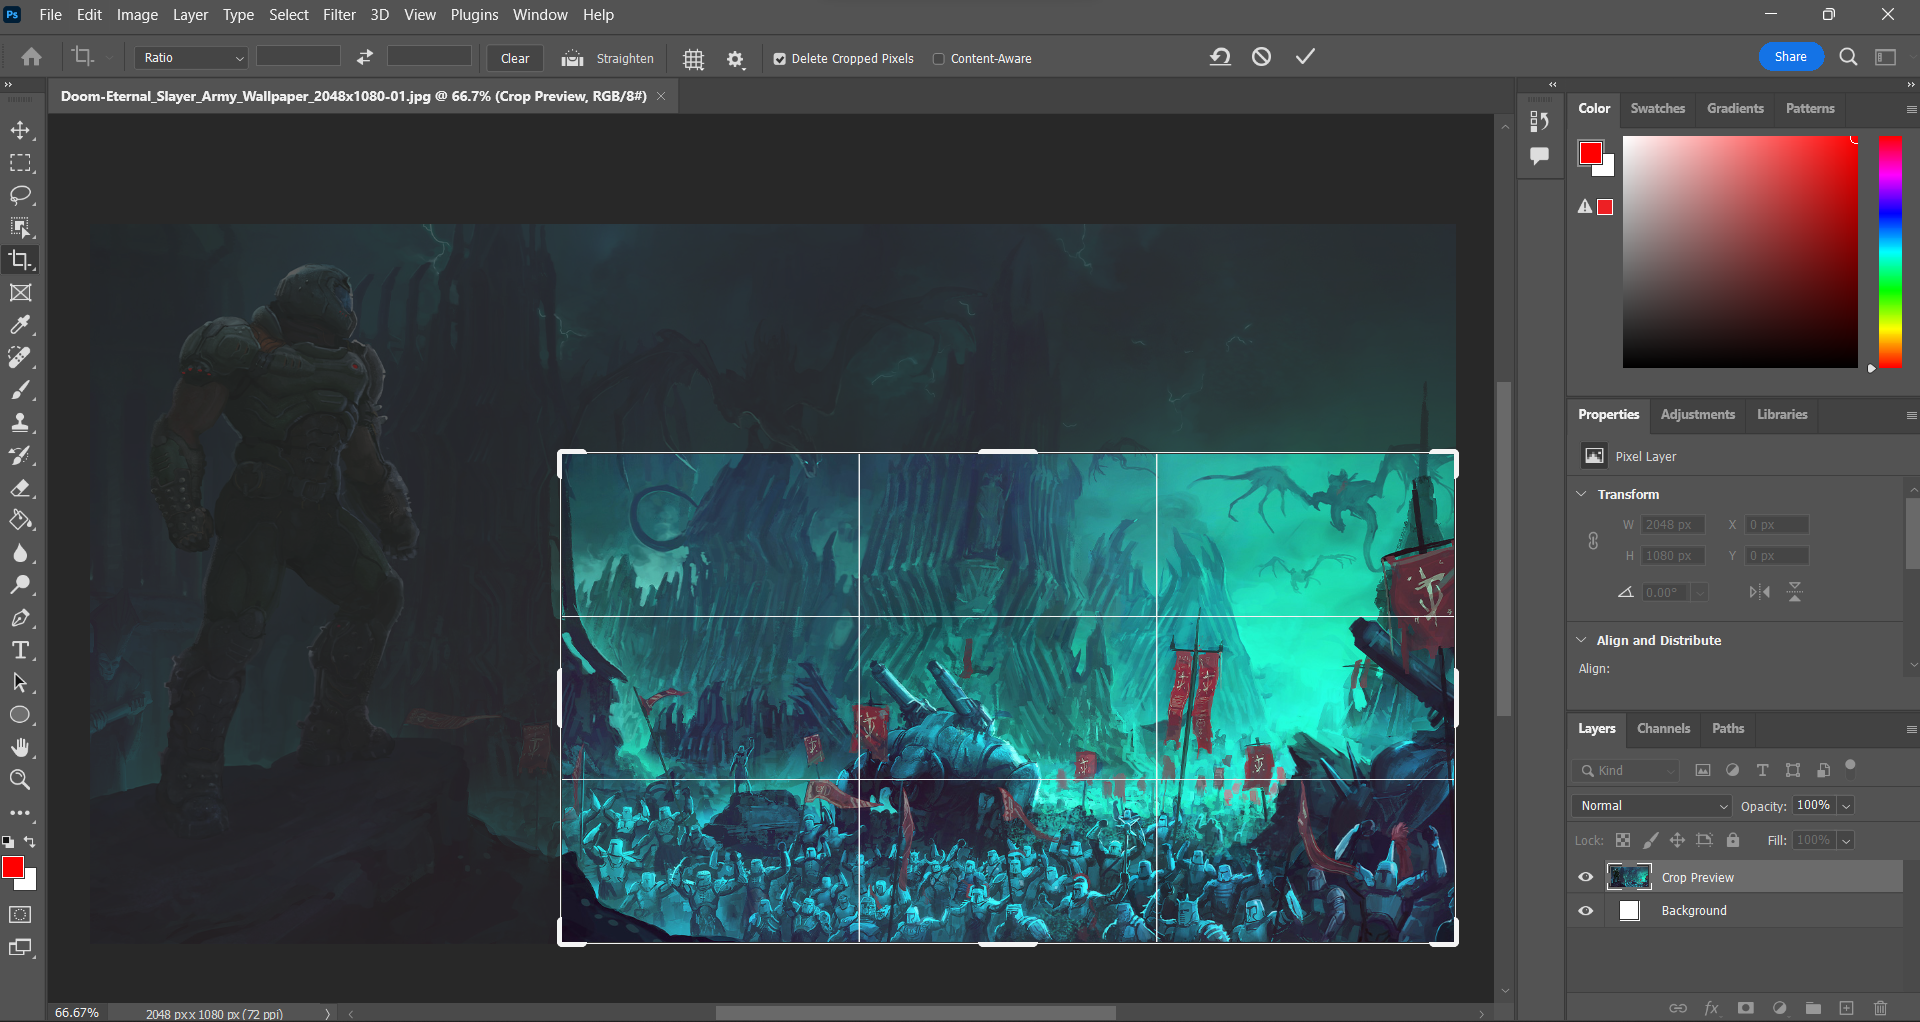 Ps File Edit Image Layer Type Select Filter 3D View Plugins Window Help
Ratio Clear Straighten Delete Cropped Pixels Content-Aware Share
Doom-Eternal_Slayer_Army_Wallpaper_2048x1080-01.jpg @ 66.7% (Crop Preview, RGB/8#)
Color Swatches Gradients Patterns
Properties Adjustments Libraries
Pixel Layer
Transform
W 2048 px X 0 px
H 1080 px Y 0 px
0.00°
Align and Distribute
Align:
Layers Channels Paths
Kind
Normal Opacity: 100%
Lock: Fill: 100%
Crop Preview
Background
fx
66.67% 2048 px x 1080 px (72 ppi)